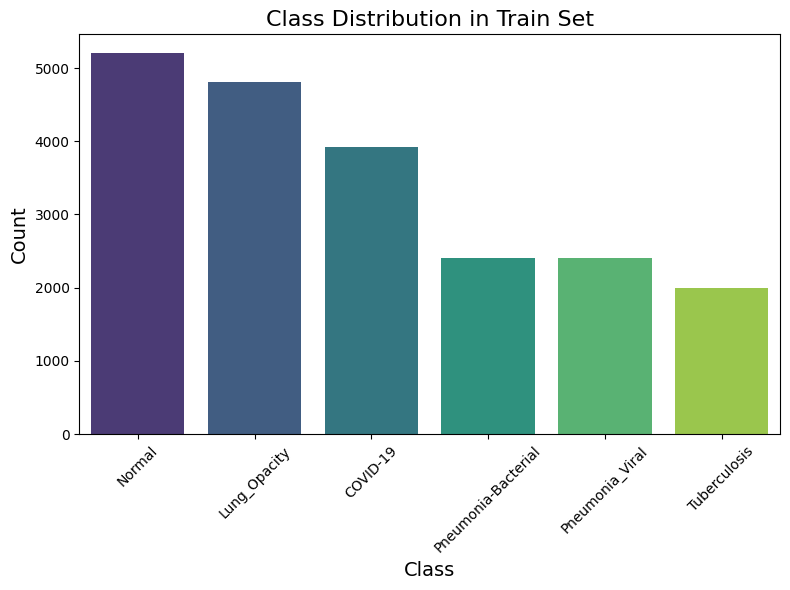 Class Distribution in Train Set
Count
5000
4000
3000
2000
1000
0
Normal
Lung_Opacity
COVID-19
Pneumonia-Bacterial
Pneumonia_Viral
Tuberculosis
Class